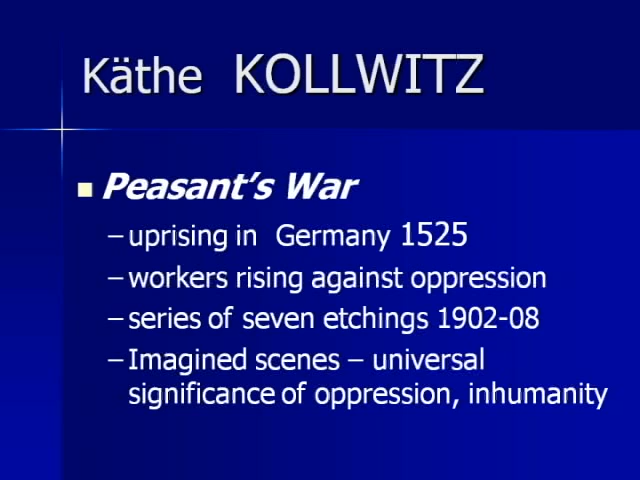 Käthe KOLLWITZ
Peasant's War
– uprising in Germany 1525
– workers rising against oppression
– series of seven etchings 1902-08
– Imagined scenes – universal
significance of oppression, inhumanity